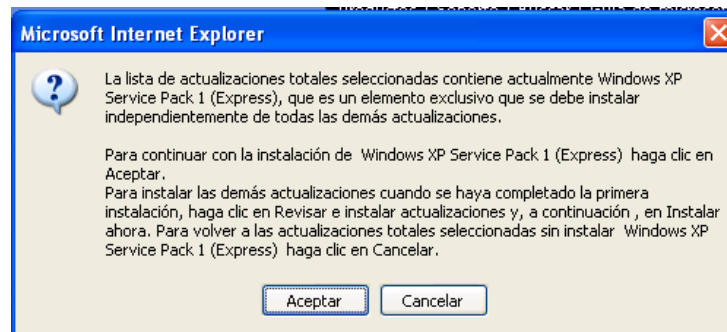 Microsoft Internet Explorer
La lista de actualizaciones totales seleccionadas contiene actualmente Windows XP
Service Pack 1 (Express), que es un elemento exclusivo que se debe instalar
independientemente de todas las demás actualizaciones.
Para continuar con la instalación de Windows XP Service Pack 1 (Express) haga clic en
Aceptar.
Para instalar las demás actualizaciones cuando se haya completado la primera
instalación, haga clic en Revisar e instalar actualizaciones y, a continuación , en Instalar
ahora. Para volver a las actualizaciones totales seleccionadas sin instalar Windows XP
Service Pack 1 (Express) haga clic en Cancelar.
Aceptar
Cancelar